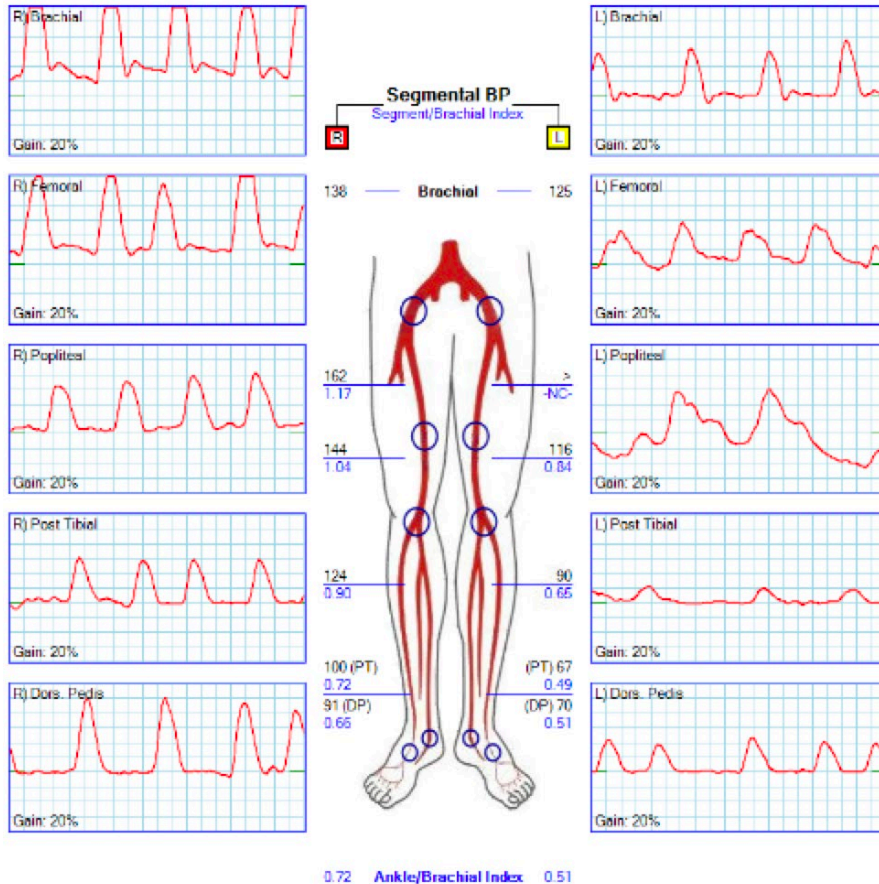 R) Brachial
Gain: 20%
R) Femoral
Gain: 20%
R) Popliteal
Gain: 20%
R) Post Tibial
Gain: 20%
R) Dors. Pedis
Gain: 20%
Segmental BP
Segment/Brachial Index
R
L
138
Brachial
125
162
1.17
>
-NC-
144
1.04
116
0.84
124
0.90
90
0.65
100 (PT)
0.72
(PT) 67
0.49
91 (DP)
0.66
(DP) 70
0.51
0.72 Ankle/Brachial Index 0.51
L) Brachial
Gain: 20%
L) Femoral
Gain: 20%
L) Popliteal
Gain: 20%
L) Post Tibial
Gain: 20%
L) Dors. Pedis
Gain: 20%